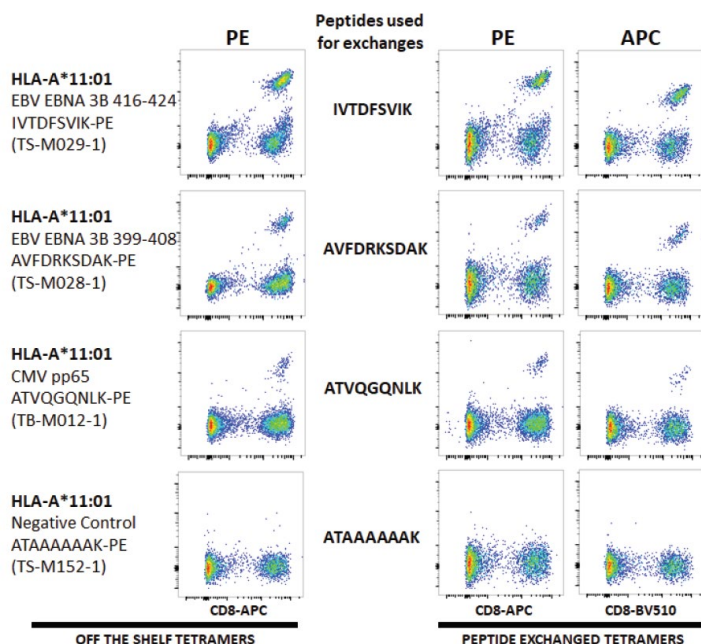 PE
Peptides used
for exchanges
PE
APC
HLA-A*11:01
EBV EBNA 3B 416-424
IVTDFSVIK-PE
(TS-M029-1)
IVTDFSVIK
HLA-A*11:01
EBV EBNA 3B 399-408
AVFDRKSDAK-PE
(TS-M028-1)
AVFDRKSDAK
HLA-A*11:01
CMV pp65
ATVQGQNLK-PE
(TB-M012-1)
ATVQGQNLK
HLA-A*11:01
Negative Control
ATAAAAAAK-PE
(TS-M152-1)
ATAAAAAAK
CD8-APC
CD8-APC
CD8-BV510
OFF THE SHELF TETRAMERS
PEPTIDE EXCHANGED TETRAMERS